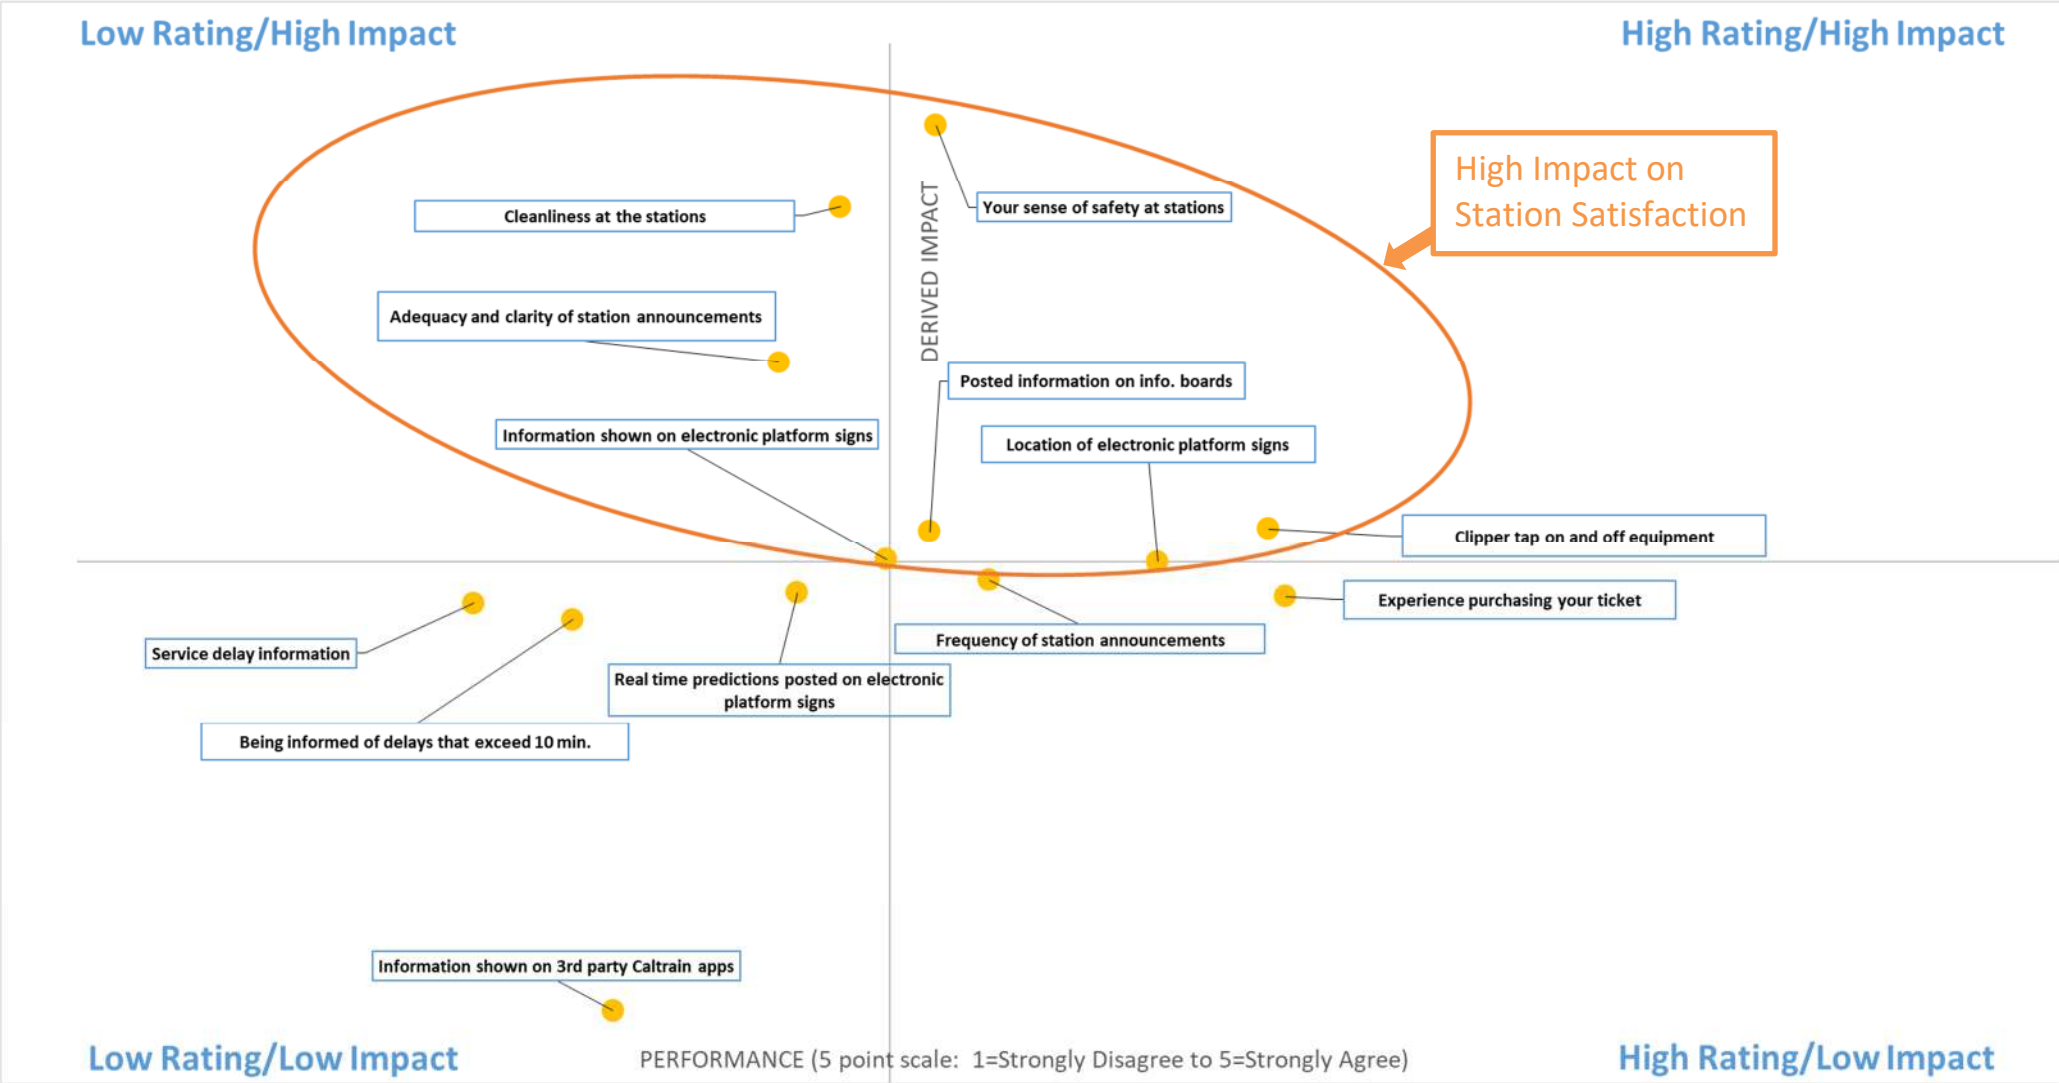 Low Rating/High Impact
High Rating/High Impact
High Impact on
Station Satisfaction
Cleanliness at the stations
Your sense of safety at stations
DERIVED IMPACT
Adequacy and clarity of station announcements
Posted information on info. boards
Information shown on electronic platform signs
Location of electronic platform signs
Clipper tap on and off equipment
Experience purchasing your ticket
Service delay information
Frequency of station announcements
Real time predictions posted on electronic
platform signs
Being informed of delays that exceed 10 min.
Information shown on 3rd party Caltrain apps
Low Rating/Low Impact
PERFORMANCE (5 point scale: 1=Strongly Disagree to 5=Strongly Agree)
High Rating/Low Impact